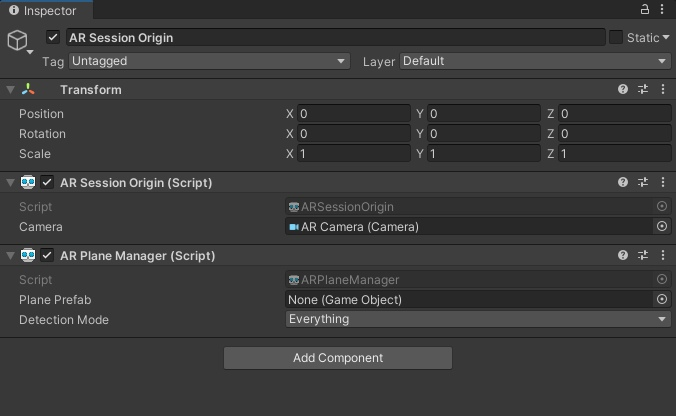 Inspector
AR Session Origin Static
Tag Untagged Layer Default
Transform
Position X 0 Y 0 Z 0
Rotation X 0 Y 0 Z 0
Scale X 1 Y 1 Z 1
AR Session Origin (Script)
Script ARSessionOrigin
Camera AR Camera (Camera)
AR Plane Manager (Script)
Script ARPlaneManager
Plane Prefab None (Game Object)
Detection Mode Everything
Add Component